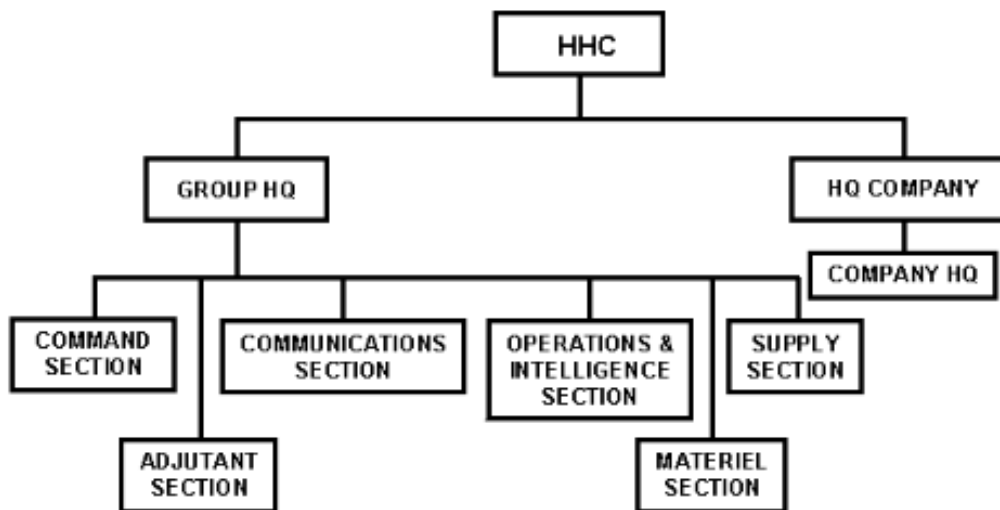 HHC
GROUP HQ
HQ COMPANY
COMPANY HQ
COMMAND
SECTION
COMMUNICATIONS
SECTION
OPERATIONS &
INTELLIGENCE
SECTION
SUPPLY
SECTION
ADJUTANT
SECTION
MATERIEL
SECTION